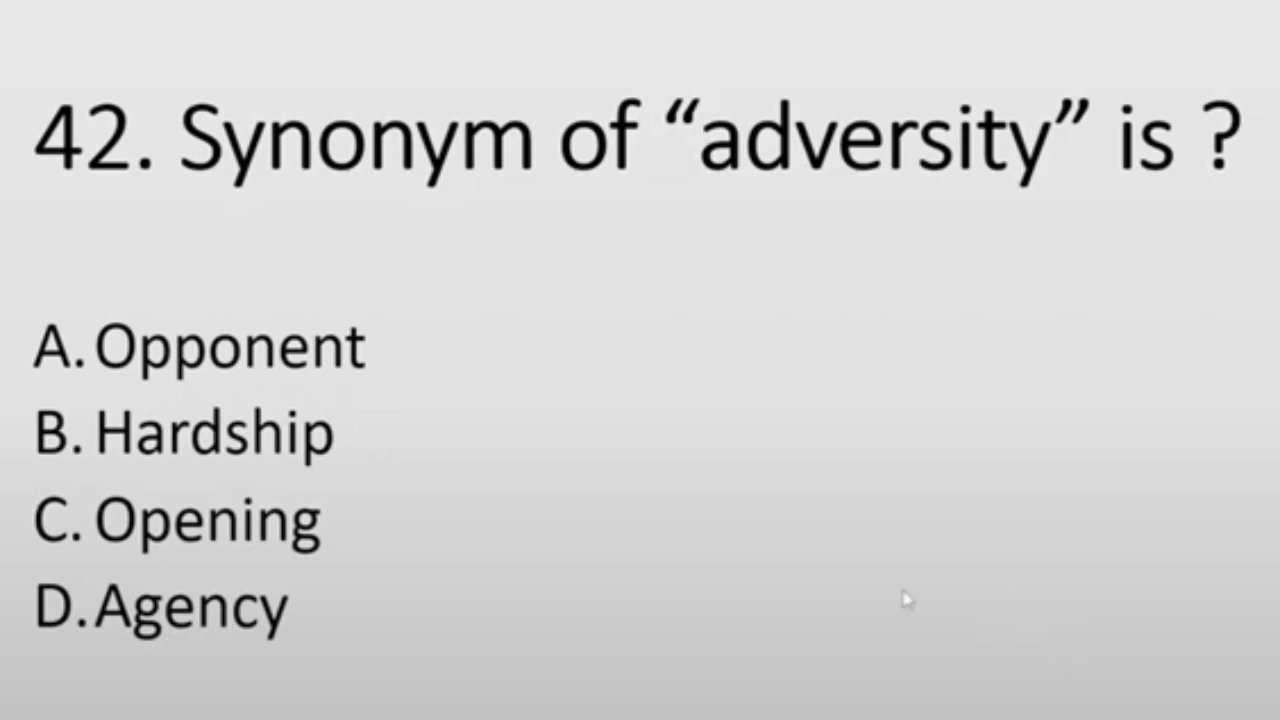 42. Synonym of “adversity” is ?
A. Opponent
B. Hardship
C. Opening
D. Agency